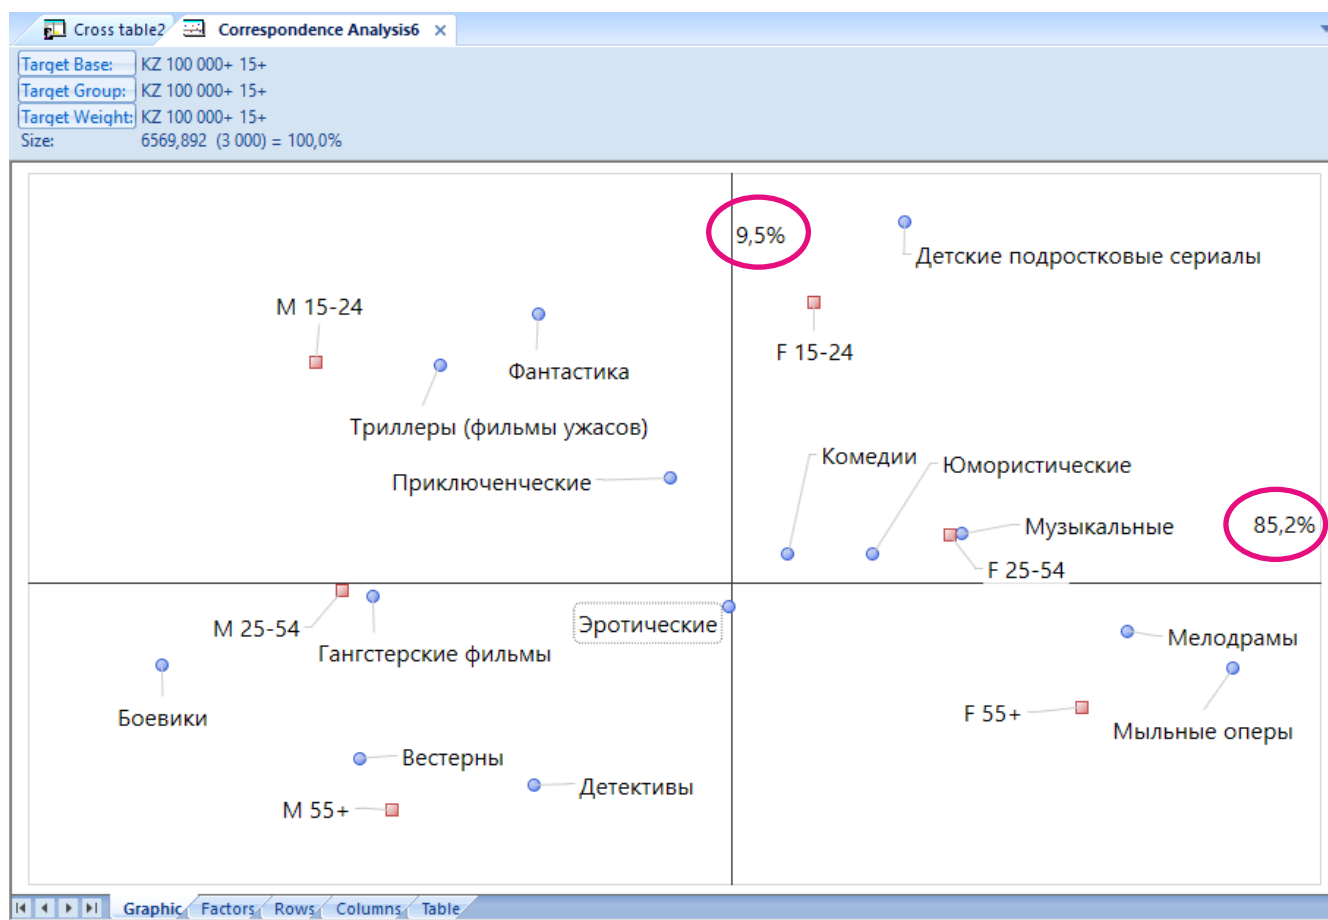 Cross table2 Correspondence Analysis6 ×
Target Base: KZ 100 000+ 15+
Target Group: KZ 100 000+ 15+
Target Weight: KZ 100 000+ 15+
Size: 6569,892 (3 000) = 100,0%
9,5%
Детские подростковые сериалы
M 15-24
F 15-24
Фантастика
Триллеры (фильмы ужасов)
Комедии
Юмористические
Приключенческие
Музыкальные
85,2%
F 25-54
M 25-54
Эротические
Мелодрамы
Гангстерские фильмы
Боевики
F 55+
Мыльные оперы
Вестерны
Детективы
M 55+
Graphic Factors Rows Columns Table